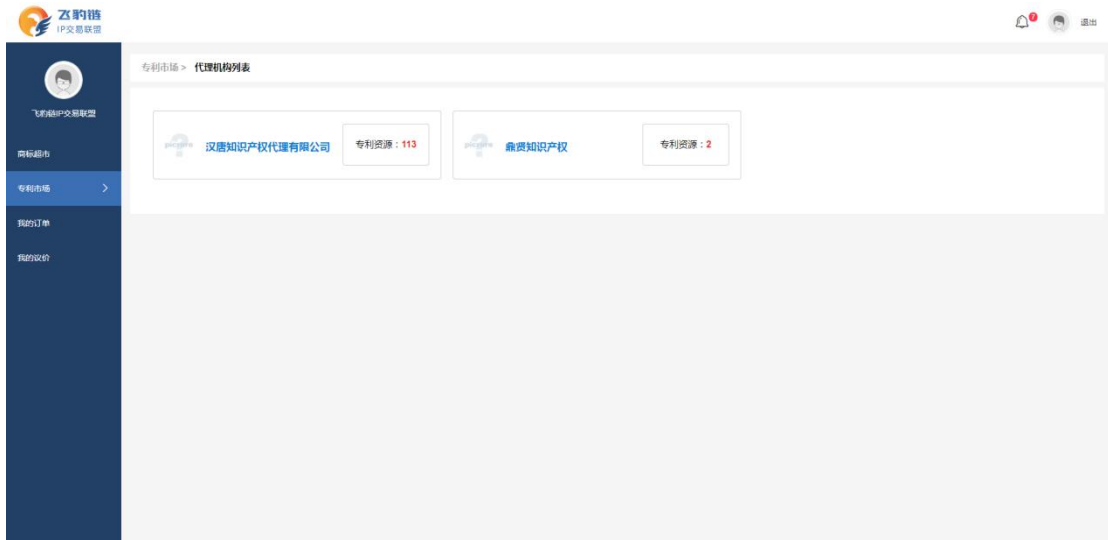 飞豹链
IP交易联盟
7
退出
飞豹链IP交易联盟
商标超市
专利市场
我的订单
我的议价
专利市场 > 代理机构列表
汉唐知识产权代理有限公司
专利资源：113
鼎贤知识产权
专利资源：2